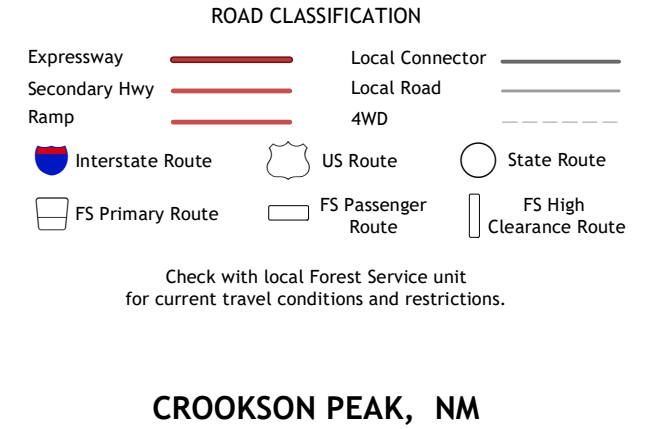 ROAD CLASSIFICATION
Expressway
Local Connector
Secondary Hwy
Local Road
Ramp
4WD
Interstate Route
US Route
State Route
FS Primary Route
FS Passenger
Route
FS High
Clearance Route
Check with local Forest Service unit
for current travel conditions and restrictions.
CROOKSON PEAK, NM